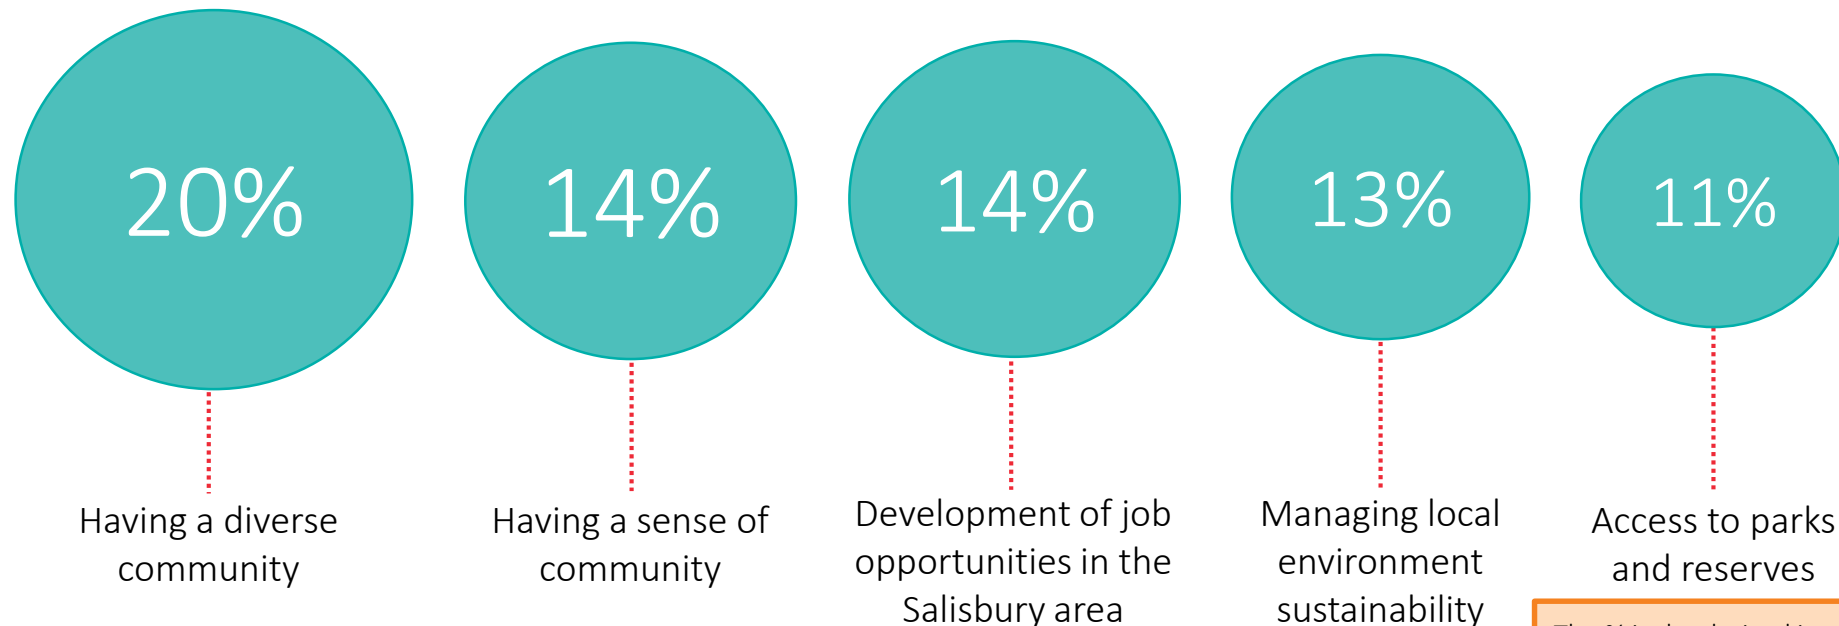 20%
14%
14%
13%
11%
Having a diverse
community
Having a sense of
community
Development of job
opportunities in the
Salisbury area
Managing local
environment
sustainability
Access to parks
and reserves